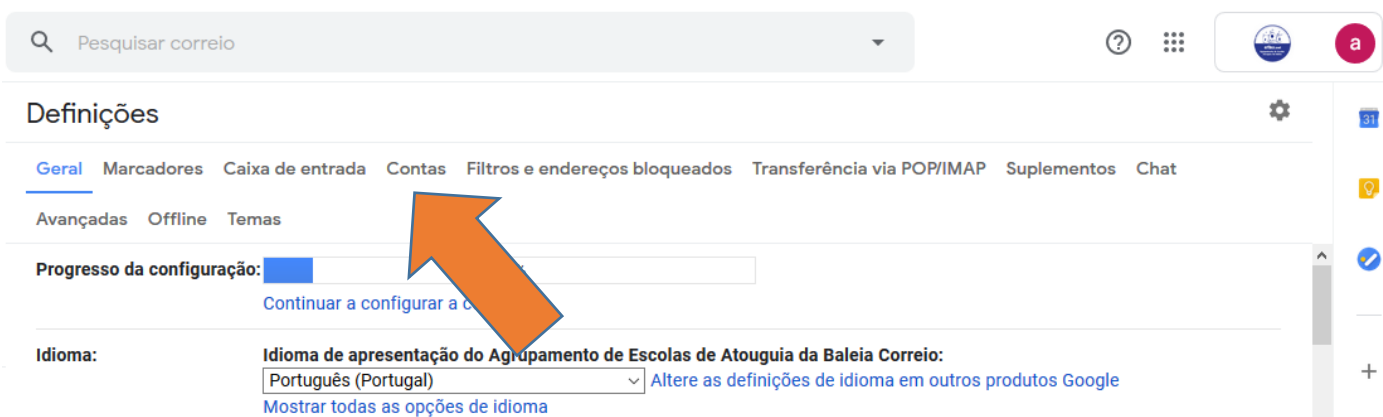 Pesquisar correio
a
Definições
31
Geral Marcadores Caixa de entrada Contas Filtros e endereços bloqueados Transferência via POP/IMAP Suplementos Chat
Avançadas Offline Temas
Progresso da configuração:
Continuar a configurar a
Idioma: Idioma de apresentação do Agrupamento de Escolas de Atouguia da Baleia Correio:
Português (Portugal) Altere as definições de idioma em outros produtos Google
Mostrar todas as opções de idioma